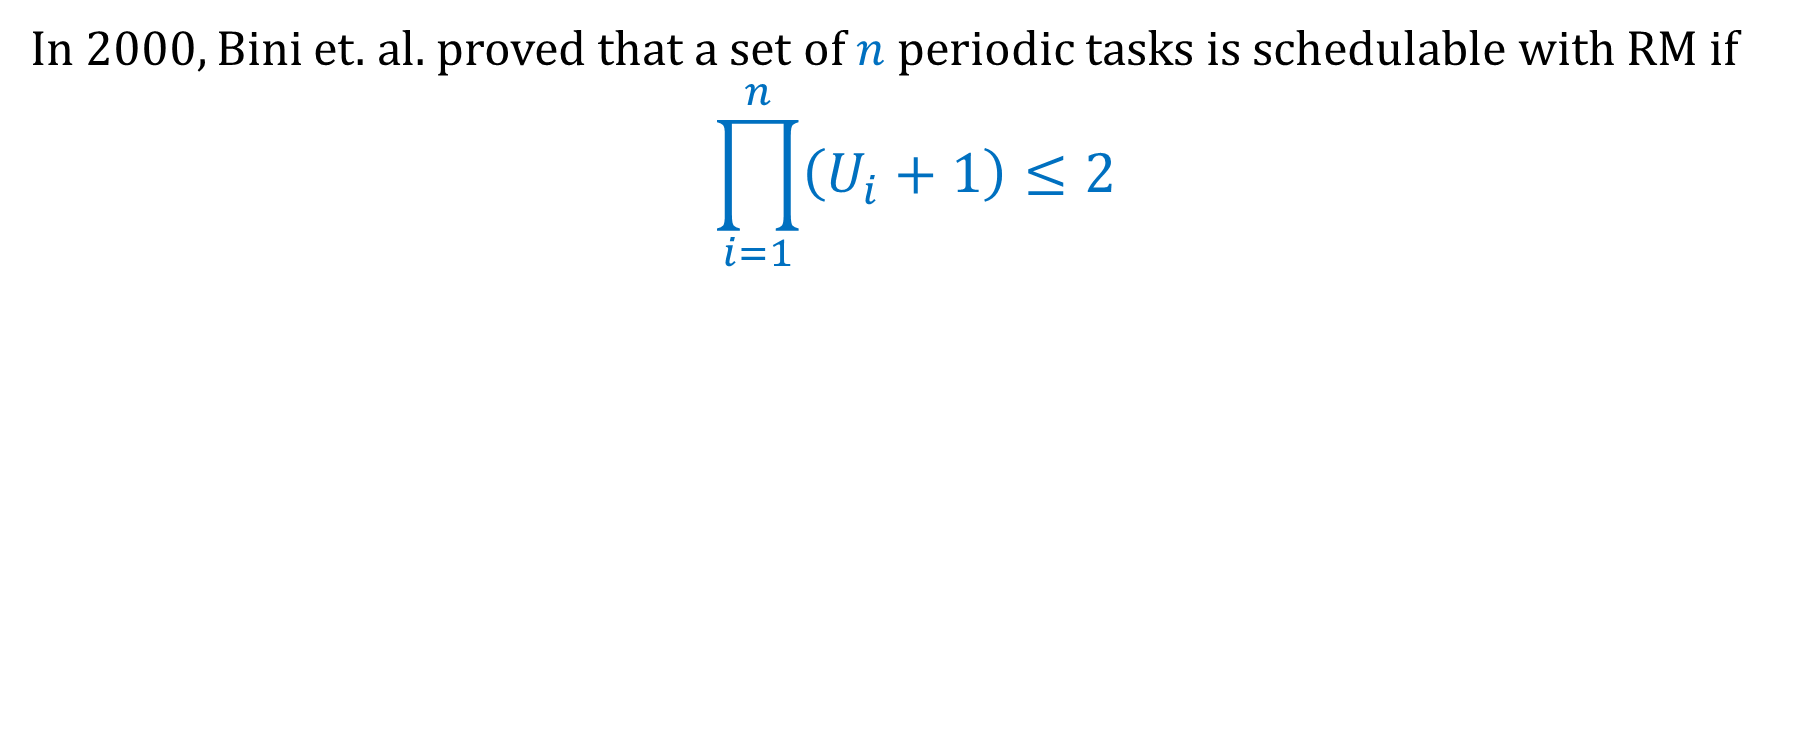 In 2000, Bini et. al. proved that a set of n periodic tasks is schedulable with RM if
n
∏(Uᵢ + 1) ≤ 2
i=1